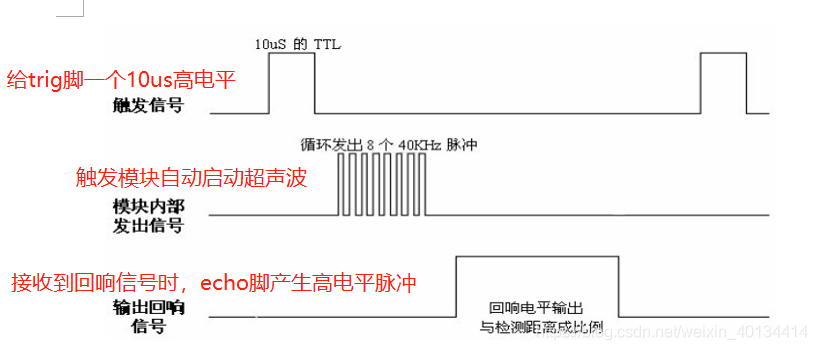 10uS 的 TTL
给trig脚一个10us高电平
触发信号
循环发出 8 个 40KHz 脉冲
触发模块自动启动超声波
模块内部
发出信号
接收到回响信号时，echo脚产生高电平脉冲
输出回响
信号
回响电平输出
与检测距离成比例
https://blog.csdn.net/weixin_40134414